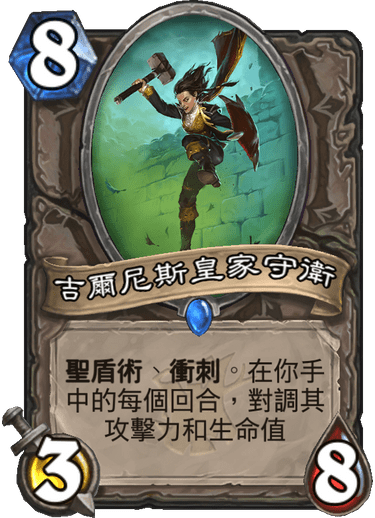 8
吉爾尼斯皇家守衛
聖盾術、衝刺。在你手
中的每個回合，對調其
攻擊力和生命值
3
8